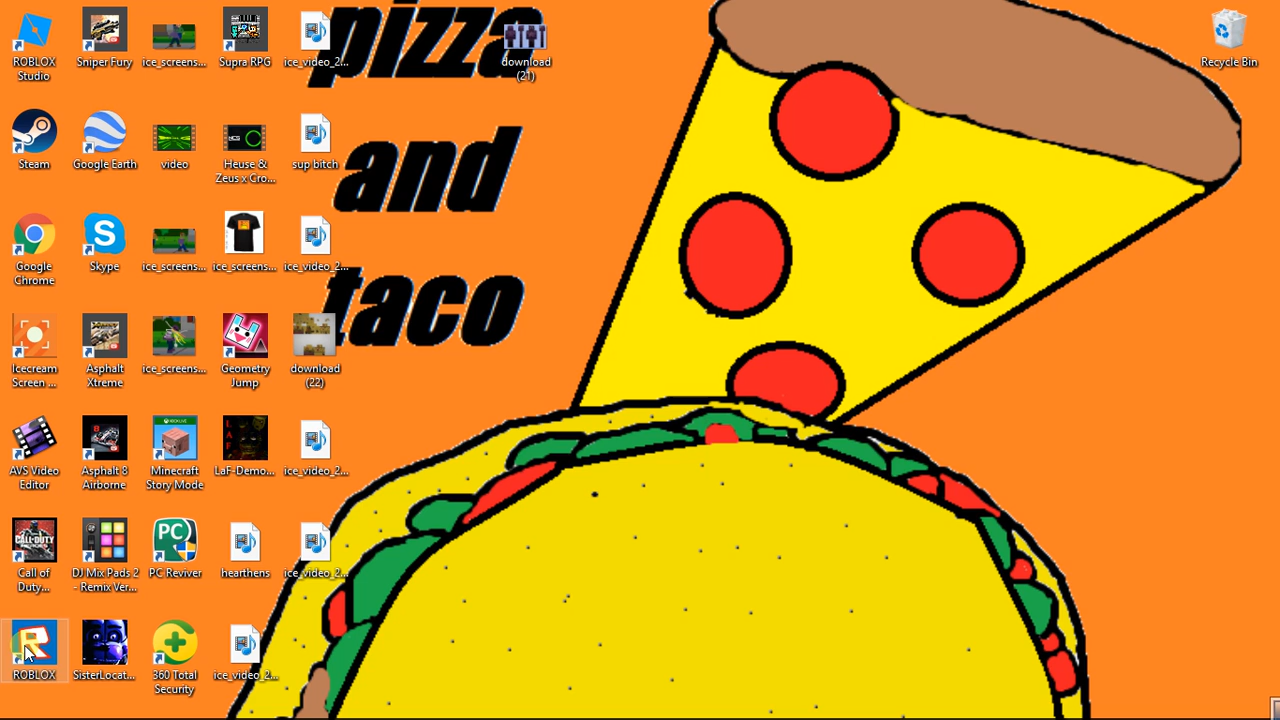 pizza
and
taco
ROBLOX
Studio
Sniper Fury
ice_screens...
Supra RPG
ice_video_2...
download
(21)
Recycle Bin
Steam
Google Earth
video
Heuse &
Zeus x Cro...
sup bitch
Google
Chrome
Skype
ice_screens...
ice_screens...
ice_video_2...
Icecream
Screen ...
Asphalt
Xtreme
ice_screens...
Geometry
Jump
download
(22)
AVS Video
Editor
Asphalt 8
Airborne
Minecraft
Story Mode
LaF-Demo...
ice_video_2...
Call of
Duty...
DJ Mix Pads 2
- Remix Ver...
PC Reviver
hearthens
ice_video_2...
ROBLOX
SisterLocat...
360 Total
Security
ice_video_2...